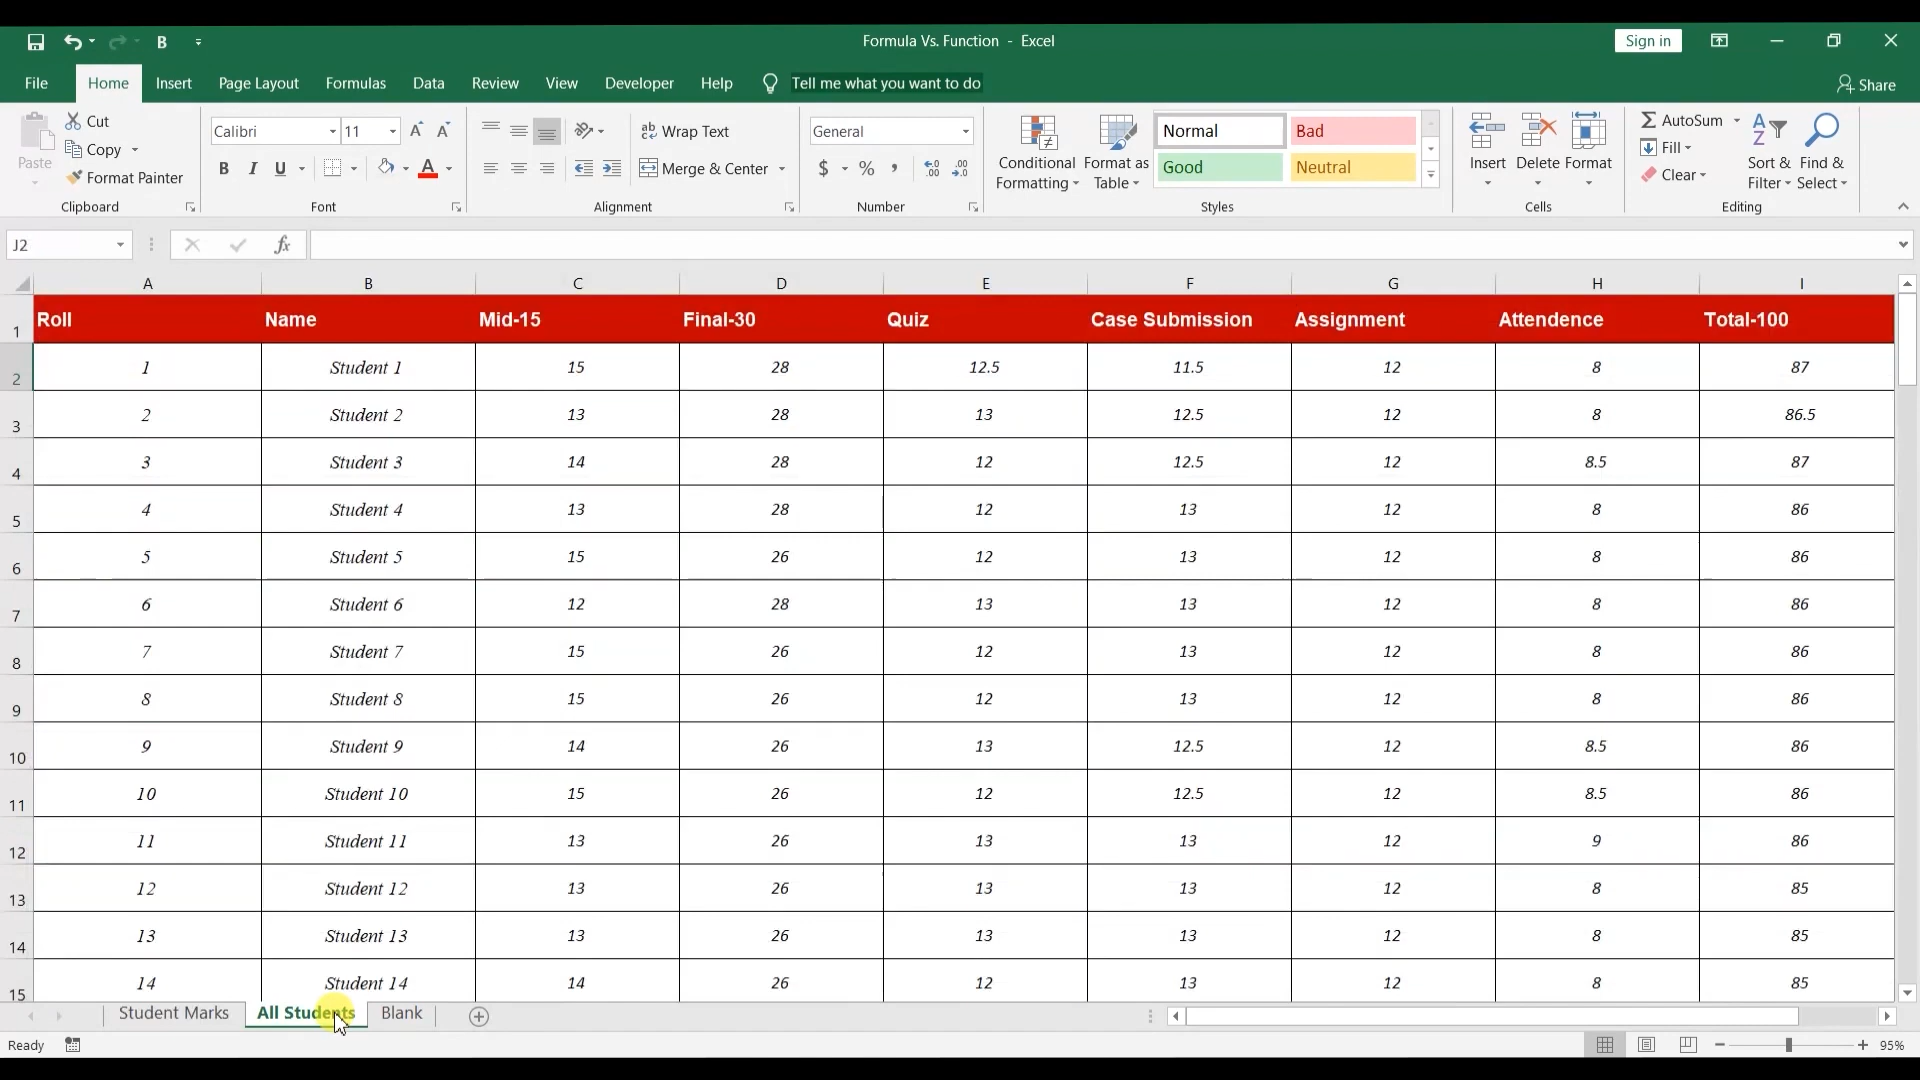 B Formula Vs. Function - Excel Sign in
File Home Insert Page Layout Formulas Data Review View Developer Help Tell me what you want to do Share
Paste Cut Copy Format Painter Clipboard
Calibri 11 A A B I U A Font
ab Wrap Text Merge & Center Alignment
General $ % , .00 .00 Number
Conditional Formatting Format as Table Normal Bad Good Neutral Styles
Insert Delete Format Cells
AutoSum Fill Clear Sort & Filter Find & Select Editing
J2 fx
A B C D E F G H I
1 Roll Name Mid-15 Final-30 Quiz Case Submission Assignment Attendence Total-100
2 1 Student 1 15 28 12.5 11.5 12 8 87
3 2 Student 2 13 28 13 12.5 12 8 86.5
4 3 Student 3 14 28 12 12.5 12 8.5 87
5 4 Student 4 13 28 12 13 12 8 86
6 5 Student 5 15 26 12 13 12 8 86
7 6 Student 6 12 28 13 13 12 8 86
8 7 Student 7 15 26 12 13 12 8 86
9 8 Student 8 15 26 12 13 12 8 86
10 9 Student 9 14 26 13 12.5 12 8.5 86
11 10 Student 10 15 26 12 12.5 12 8.5 86
12 11 Student 11 13 26 13 13 12 9 86
13 12 Student 12 13 26 13 13 12 8 85
14 13 Student 13 13 26 13 13 12 8 85
15 14 Student 14 14 26 12 13 12 8 85
Student Marks All Students Blank
Ready 95%